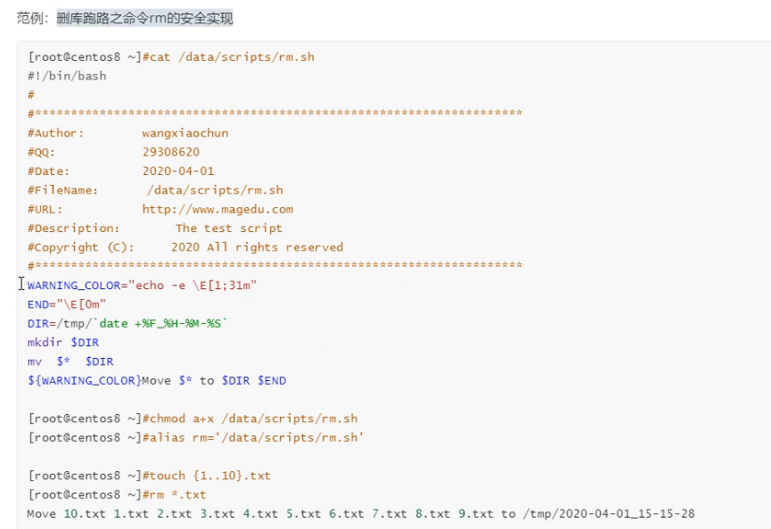 范例：删库跑路之命令rm的安全实现
[root@centos8 ~]#cat /data/scripts/rm.sh
#!/bin/bash
#
#********************************************************************
#Author: wangxiaochun
#QQ: 29308620
#Date: 2020-04-01
#FileName: /data/scripts/rm.sh
#URL: http://www.magedu.com
#Description: The test script
#Copyright (C): 2020 All rights reserved
#********************************************************************
WARNING_COLOR="echo -e \E[1;31m"
END="\E[0m"
DIR=/tmp/`date +%F_%H-%M-%S`
mkdir $DIR
mv $* $DIR
${WARNING_COLOR}Move $* to $DIR $END
[root@centos8 ~]#chmod a+x /data/scripts/rm.sh
[root@centos8 ~]#alias rm='/data/scripts/rm.sh'
[root@centos8 ~]#touch {1..10}.txt
[root@centos8 ~]#rm *.txt
Move 10.txt 1.txt 2.txt 3.txt 4.txt 5.txt 6.txt 7.txt 8.txt 9.txt to /tmp/2020-04-01_15-15-28